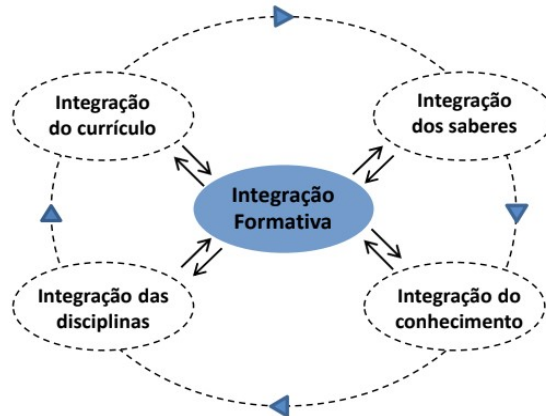 Integração
do currículo
Integração
dos saberes
Integração
Formativa
Integração das
disciplinas
Integração do
conhecimento